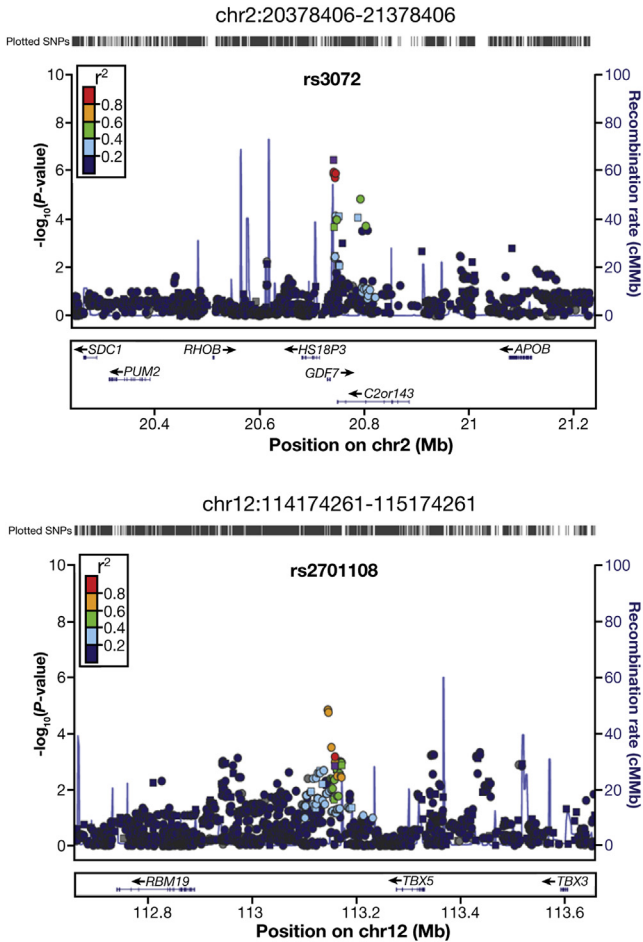 chr2:20378406-21378406
Plotted SNPs
rs3072
r2
0.8
0.6
0.4
0.2
10
8
6
4
2
0
-log10(P-value)
100
80
60
40
20
0
Recombination rate (cMMb)
SDC1
RHOB
HS18P3
APOB
PUM2
GDF7
C2or143
20.4
20.6
20.8
21
21.2
Position on chr2 (Mb)
chr12:114174261-115174261
Plotted SNPs
rs2701108
r2
0.8
0.6
0.4
0.2
10
8
6
4
2
0
-log10(P-value)
100
80
60
40
20
0
Recombination rate (cMMb)
RBM19
TBX5
TBX3
112.8
113
113.2
113.4
113.6
Position on chr12 (Mb)